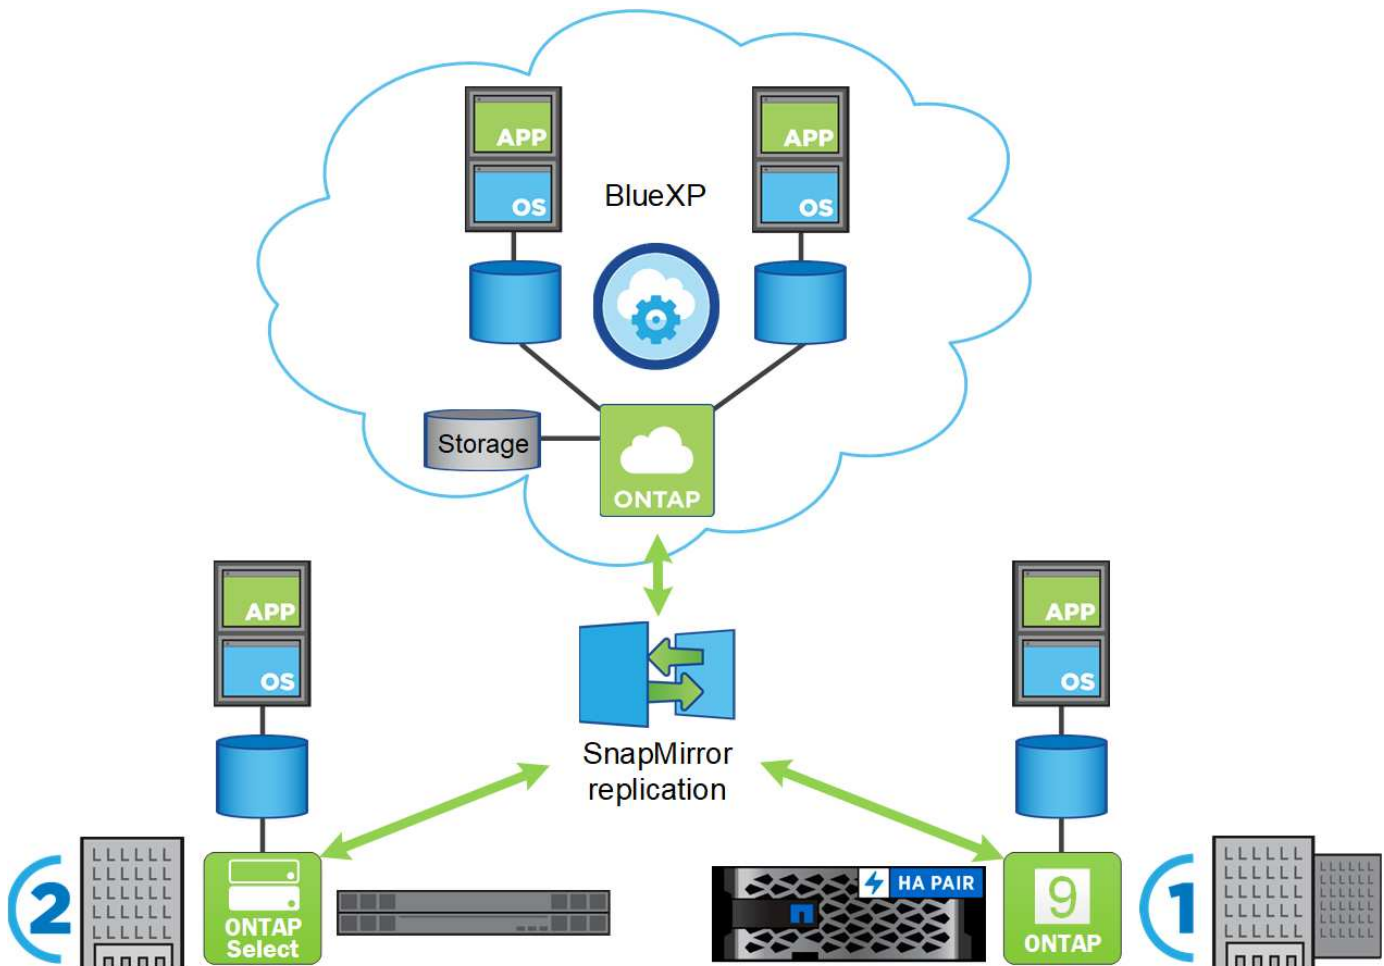 APP
APP
OS
BlueXP
OS
Storage
ONTAP
APP
APP
OS
OS
SnapMirror
replication
2
ONTAP
Select
HA PAIR
9
ONTAP
1